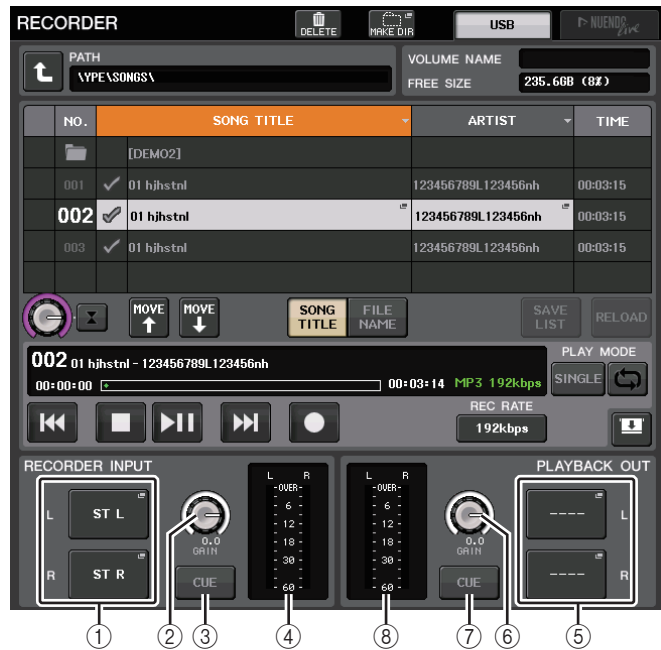 RECORDER
DELETE
MAKE DIR
USB
NUENDO Live
PATH
\YPE\SONGS\
VOLUME NAME
FREE SIZE 235.6GB (8%)
NO. SONG TITLE ARTIST TIME
[DEMO2]
001 01 hjhstnl 123456789L123456nh 00:03:15
002 01 hjhstnl 123456789L123456nh 00:03:15
003 01 hjhstnl 123456789L123456nh 00:03:15
MOVE
MOVE
SONG TITLE
FILE NAME
SAVE LIST
RELOAD
002 01 hjhstnl - 123456789L123456nh
00:00:00 00:03:14 MP3 192kbps
PLAY MODE
SINGLE
REC RATE
192kbps
RECORDER INPUT
L ST L
R ST R
0.0
GAIN
CUE
L R
-OVER-
- 6 -
- 12 -
- 18 -
- 30 -
- 60 -
L R
-OVER-
- 6 -
- 12 -
- 18 -
- 30 -
- 60 -
0.0
GAIN
CUE
PLAYBACK OUT
---- L
---- R
① ② ③ ④ ⑧ ⑦ ⑥ ⑤